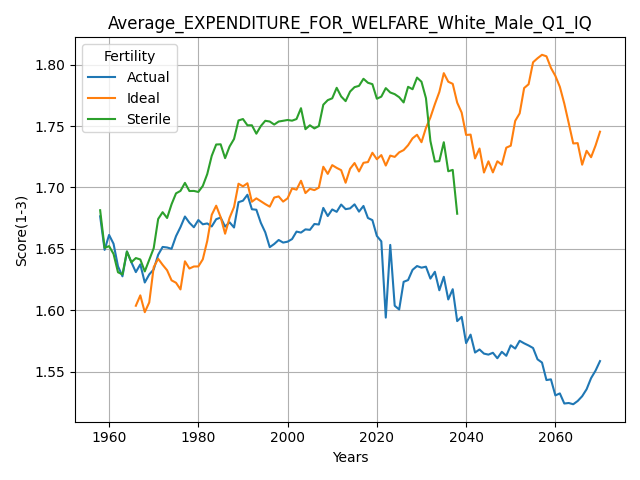 Average_EXPENDITURE_FOR_WELFARE_White_Male_Q1_IQ
Fertility
Actual
Ideal
Sterile
Score(1-3)
1.80
1.75
1.70
1.65
1.60
1.55
1960 1980 2000 2020 2040 2060
Years